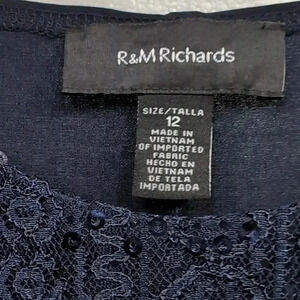 R&M Richards
SIZE/TALLA
12
MADE IN
VIETNAM
OF IMPORTED
FABRIC
HECHO EN
VIETNAM
DE TELA
IMPORTADA